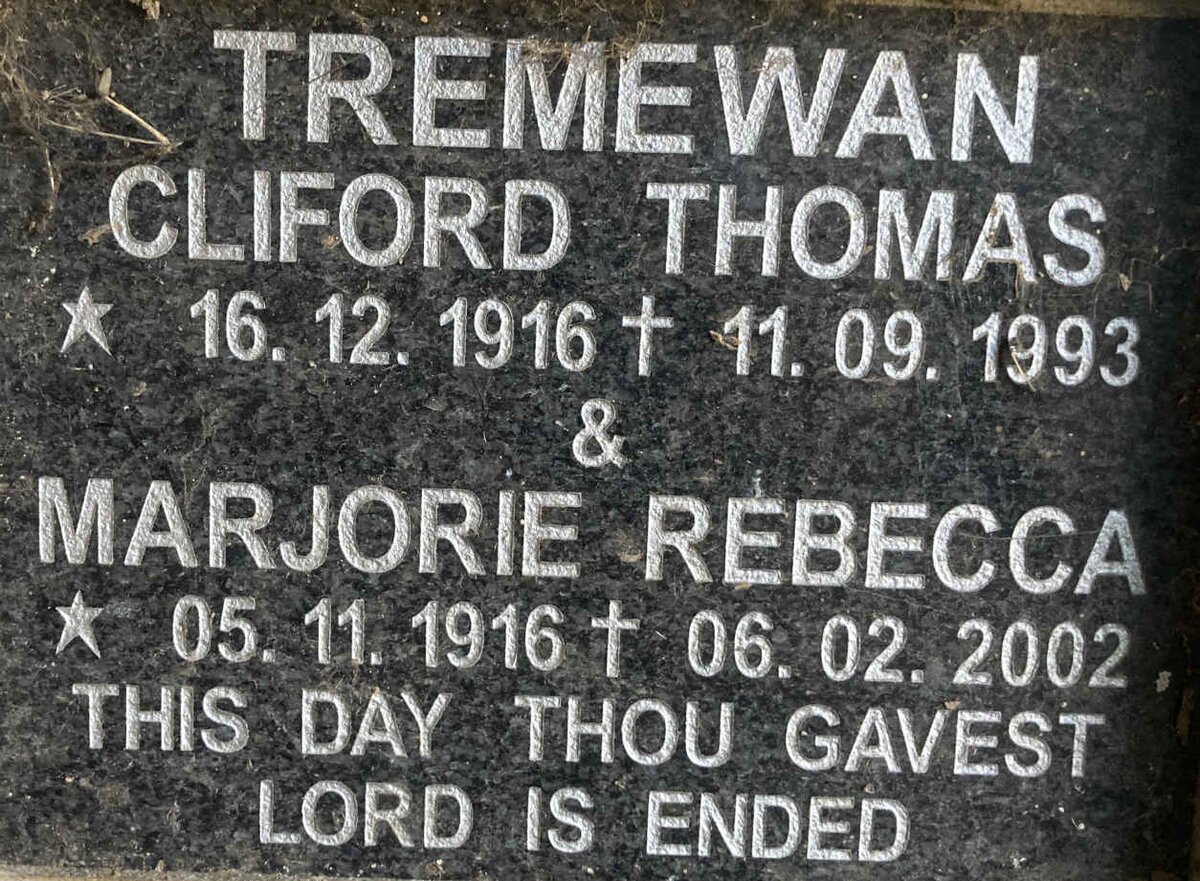 TREMEWAN
CLIFORD THOMAS
★ 16. 12. 1916 † 11. 09. 1993
&
MARJORIE REBECCA
★ 05. 11. 1916 † 06. 02. 2002
THIS DAY THOU GAVEST
LORD IS ENDED